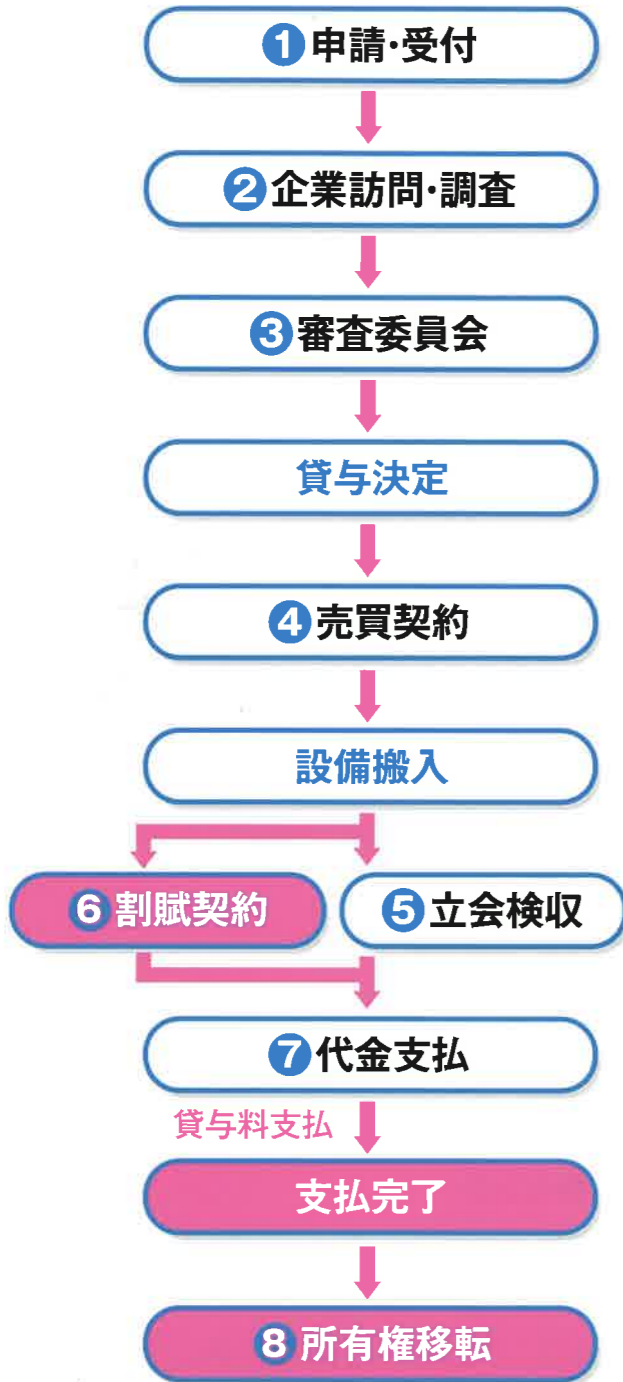 ❶申請・受付
❷企業訪問・調査
❸審査委員会
貸与決定
❹売買契約
設備搬入
❻割賦契約
❺立会検収
❼代金支払
貸与料支払
支払完了
❽所有権移転